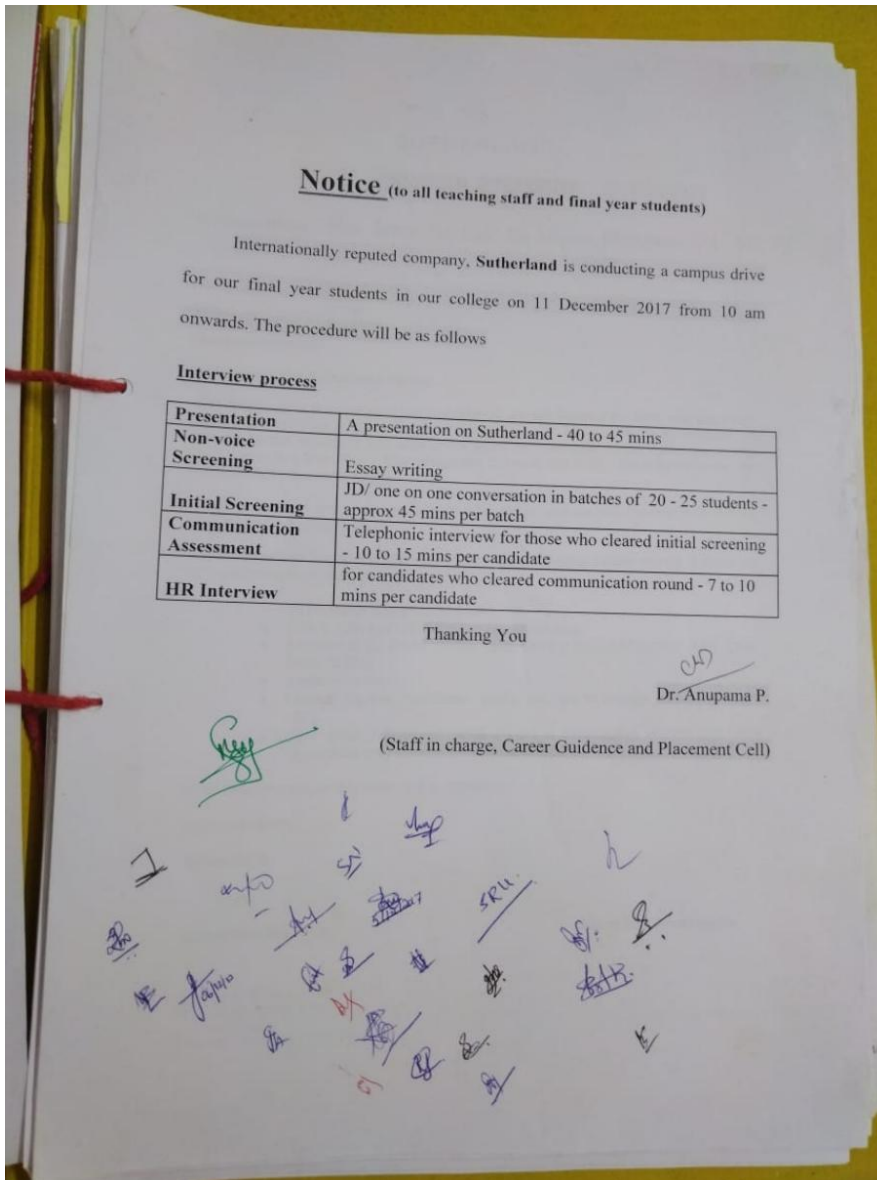 Notice (to all teaching staff and final year students)
Internationally reputed company, Sutherland is conducting a campus drive
for our final year students in our college on 11 December 2017 from 10 am
onwards. The procedure will be as follows
Interview process
Presentation
A presentation on Sutherland - 40 to 45 mins
Non-voice
Screening
Essay writing
Initial Screening
JD/ one on one conversation in batches of 20 - 25 students -
approx 45 mins per batch
Communication
Assessment
Telephonic interview for those who cleared initial screening
- 10 to 15 mins per candidate
HR Interview
for candidates who cleared communication round - 7 to 10
mins per candidate
Thanking You
Dr. Anupama P.
(Staff in charge, Career Guidence and Placement Cell)
SRU.